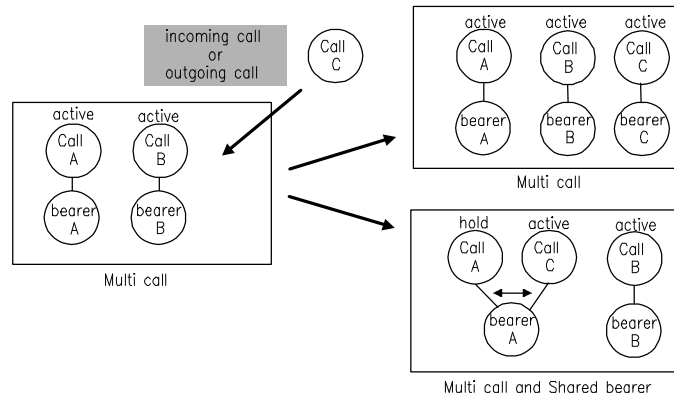 incoming call
or
outgoing call
Call
C
active
active
Call
A
Call
B
bearer
A
bearer
B
Multi call
active
active
active
Call
A
Call
B
Call
C
bearer
A
bearer
B
bearer
C
Multi call
hold
active
active
Call
A
Call
C
Call
B
bearer
A
bearer
B
Multi call and Shared bearer